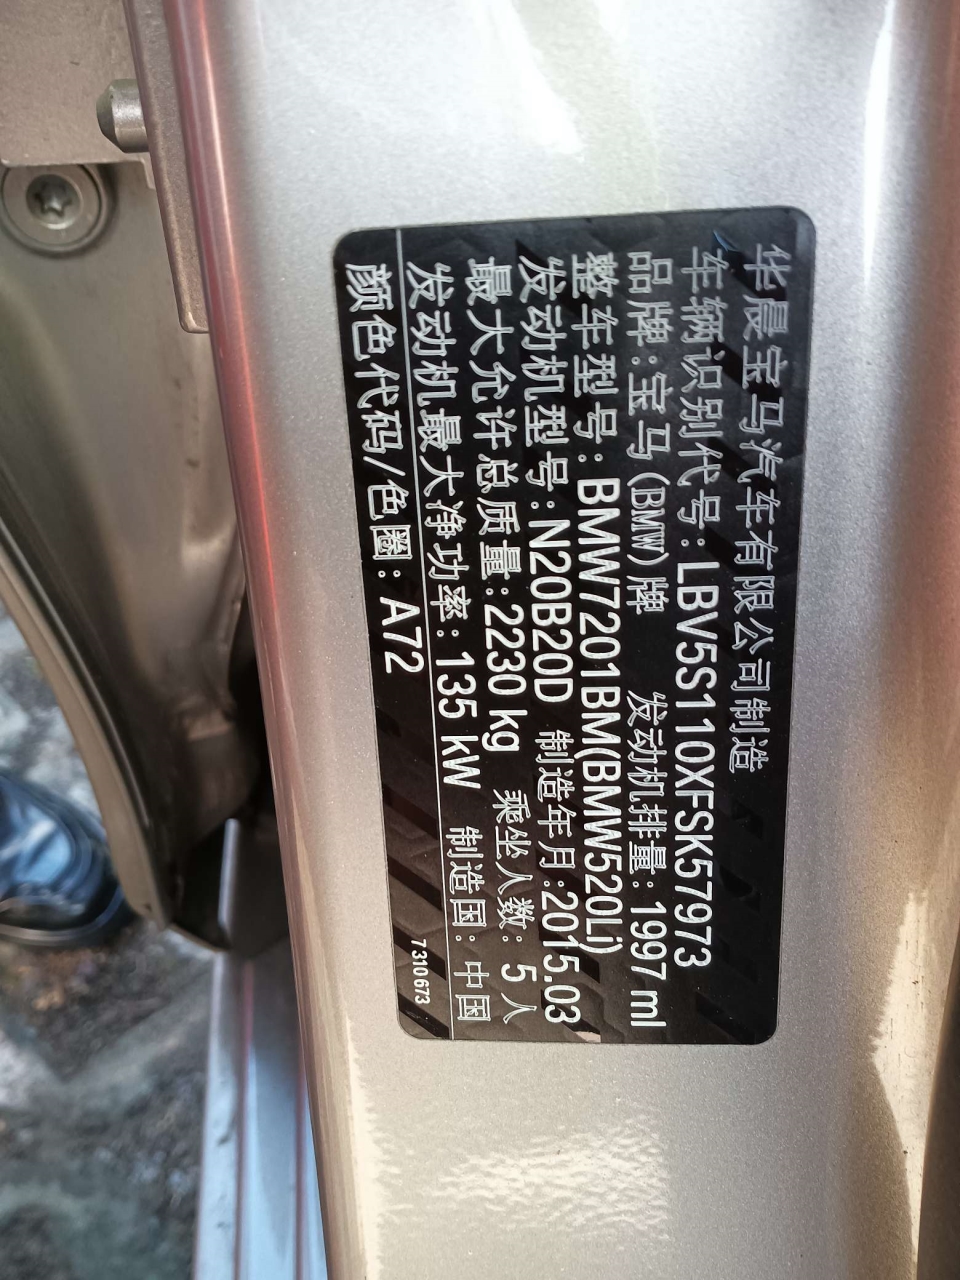 华晨宝马汽车有限公司制造
车辆识别代号:LBV5S110XFSK57973
品牌:宝马(BMW)牌 发动机排量:1997 ml
整车型号:BMW7201BM(BMW520Li)
发动机型号:N20B20D 制造年月:2015.03
最大允许总质量:2230 kg 乘坐人数:5人
发动机最大净功率:135 kW 制造国:中国
颜色代码/色圈:A72
7310673